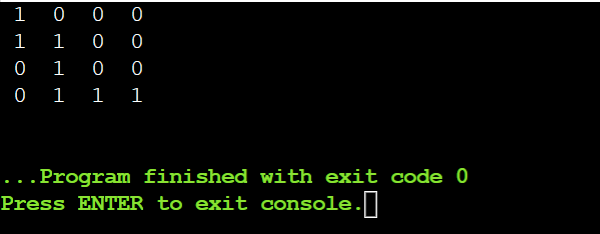 1 0 0 0
1 1 0 0
0 1 0 0
0 1 1 1
...Program finished with exit code 0
Press ENTER to exit console.